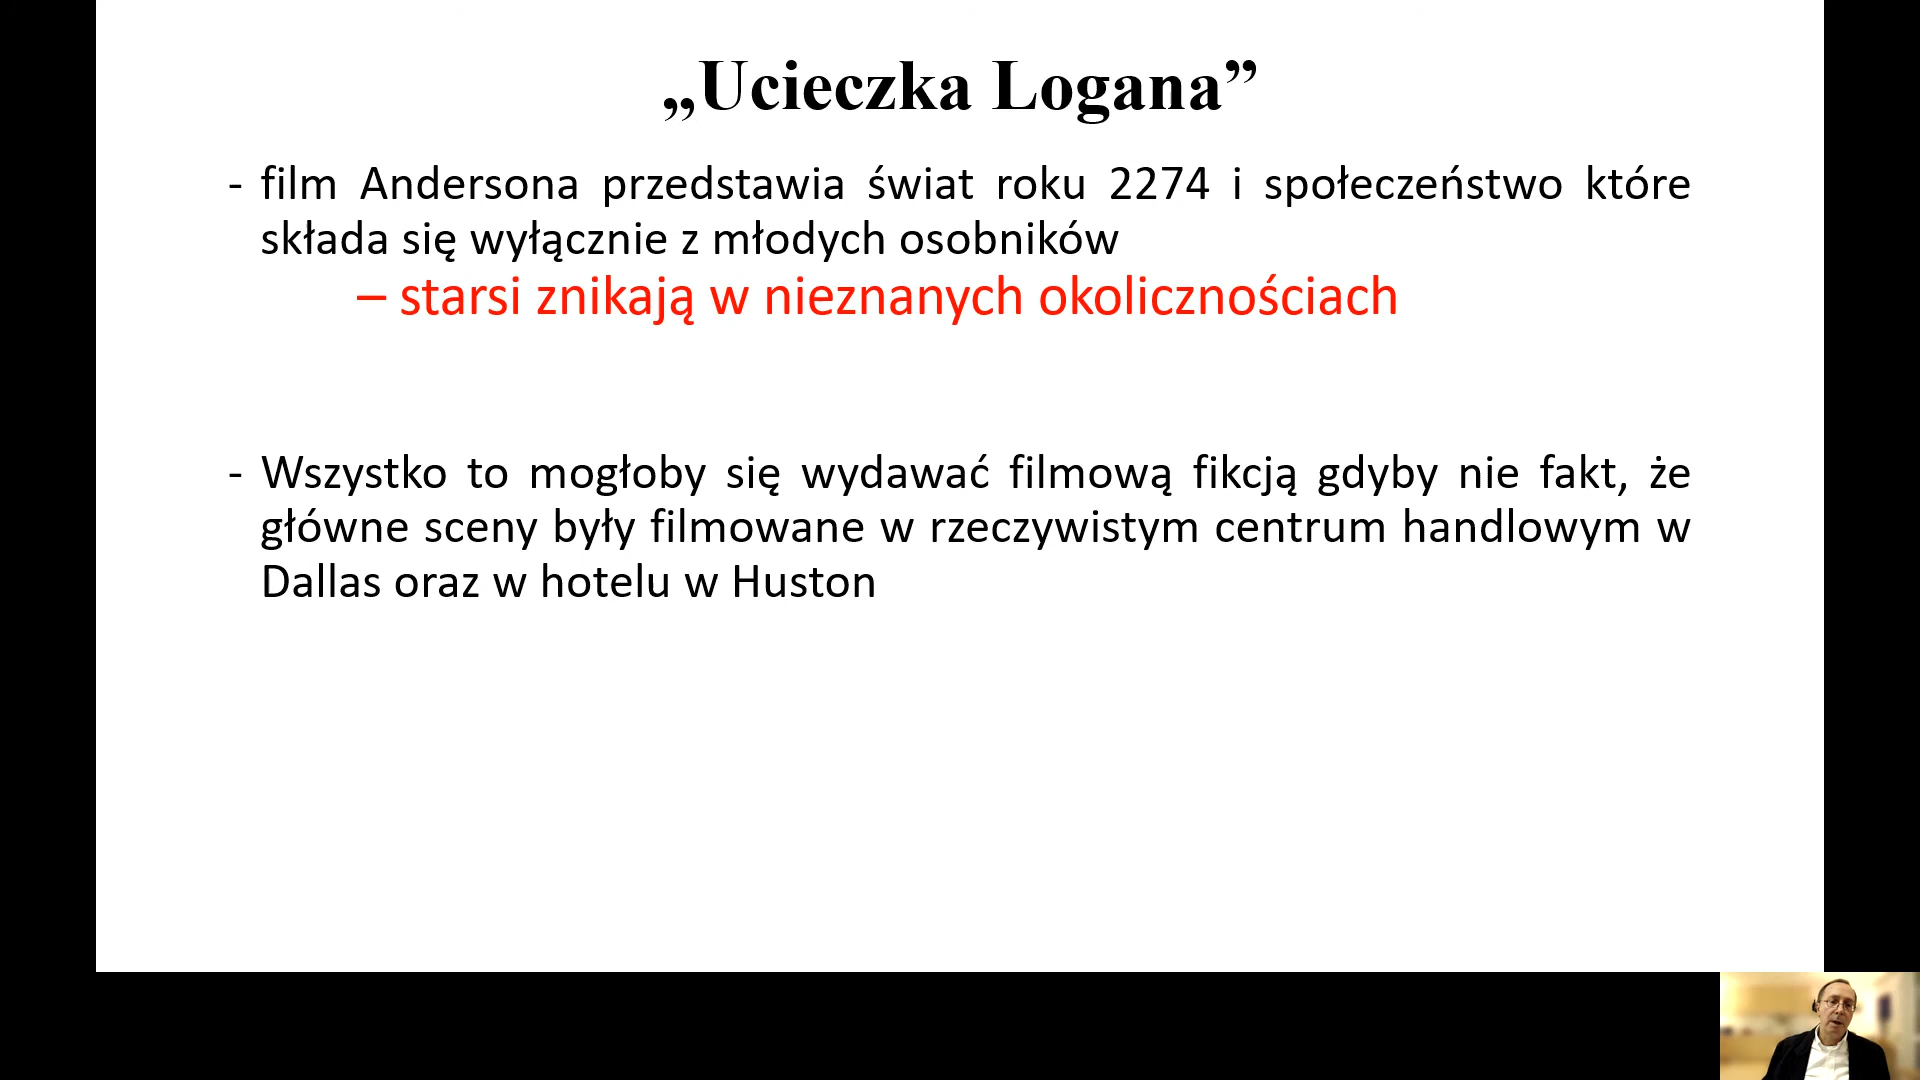 „Ucieczka Logana”
- film Andersona przedstawia świat roku 2274 i społeczeństwo które
składa się wyłącznie z młodych osobników
– starsi znikają w nieznanych okolicznościach
- Wszystko to mogłoby się wydawać filmową fikcją gdyby nie fakt, że
główne sceny były filmowane w rzeczywistym centrum handlowym w
Dallas oraz w hotelu w Huston